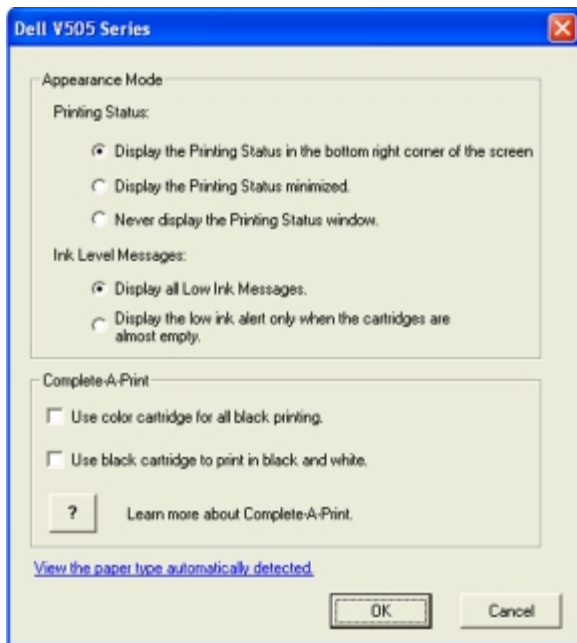 Dell V505 Series
Appearance Mode
Printing Status:
Display the Printing Status in the bottom right corner of the screen
Display the Printing Status minimized.
Never display the Printing Status window.
Ink Level Messages:
Display all Low Ink Messages.
Display the low ink alert only when the cartridges are
almost empty.
Complete-A-Print
Use color cartridge for all black printing.
Use black cartridge to print in black and white.
?
Learn more about Complete-A-Print.
View the paper type automatically detected.
OK
Cancel